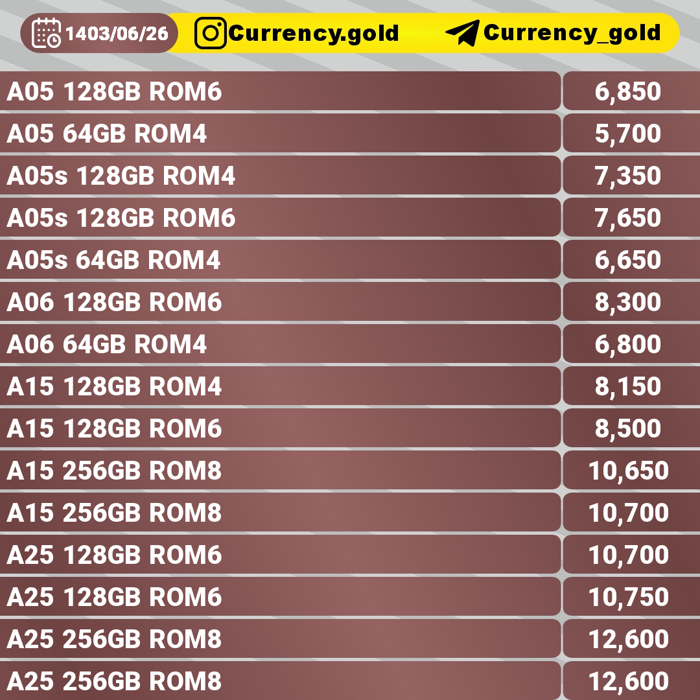 1403/06/26 Currency.gold Currency_gold
A05 128GB ROM6 6,850
A05 64GB ROM4 5,700
A05s 128GB ROM4 7,350
A05s 128GB ROM6 7,650
A05s 64GB ROM4 6,650
A06 128GB ROM6 8,300
A06 64GB ROM4 6,800
A15 128GB ROM4 8,150
A15 128GB ROM6 8,500
A15 256GB ROM8 10,650
A15 256GB ROM8 10,700
A25 128GB ROM6 10,700
A25 128GB ROM6 10,750
A25 256GB ROM8 12,600
A25 256GB ROM8 12,600